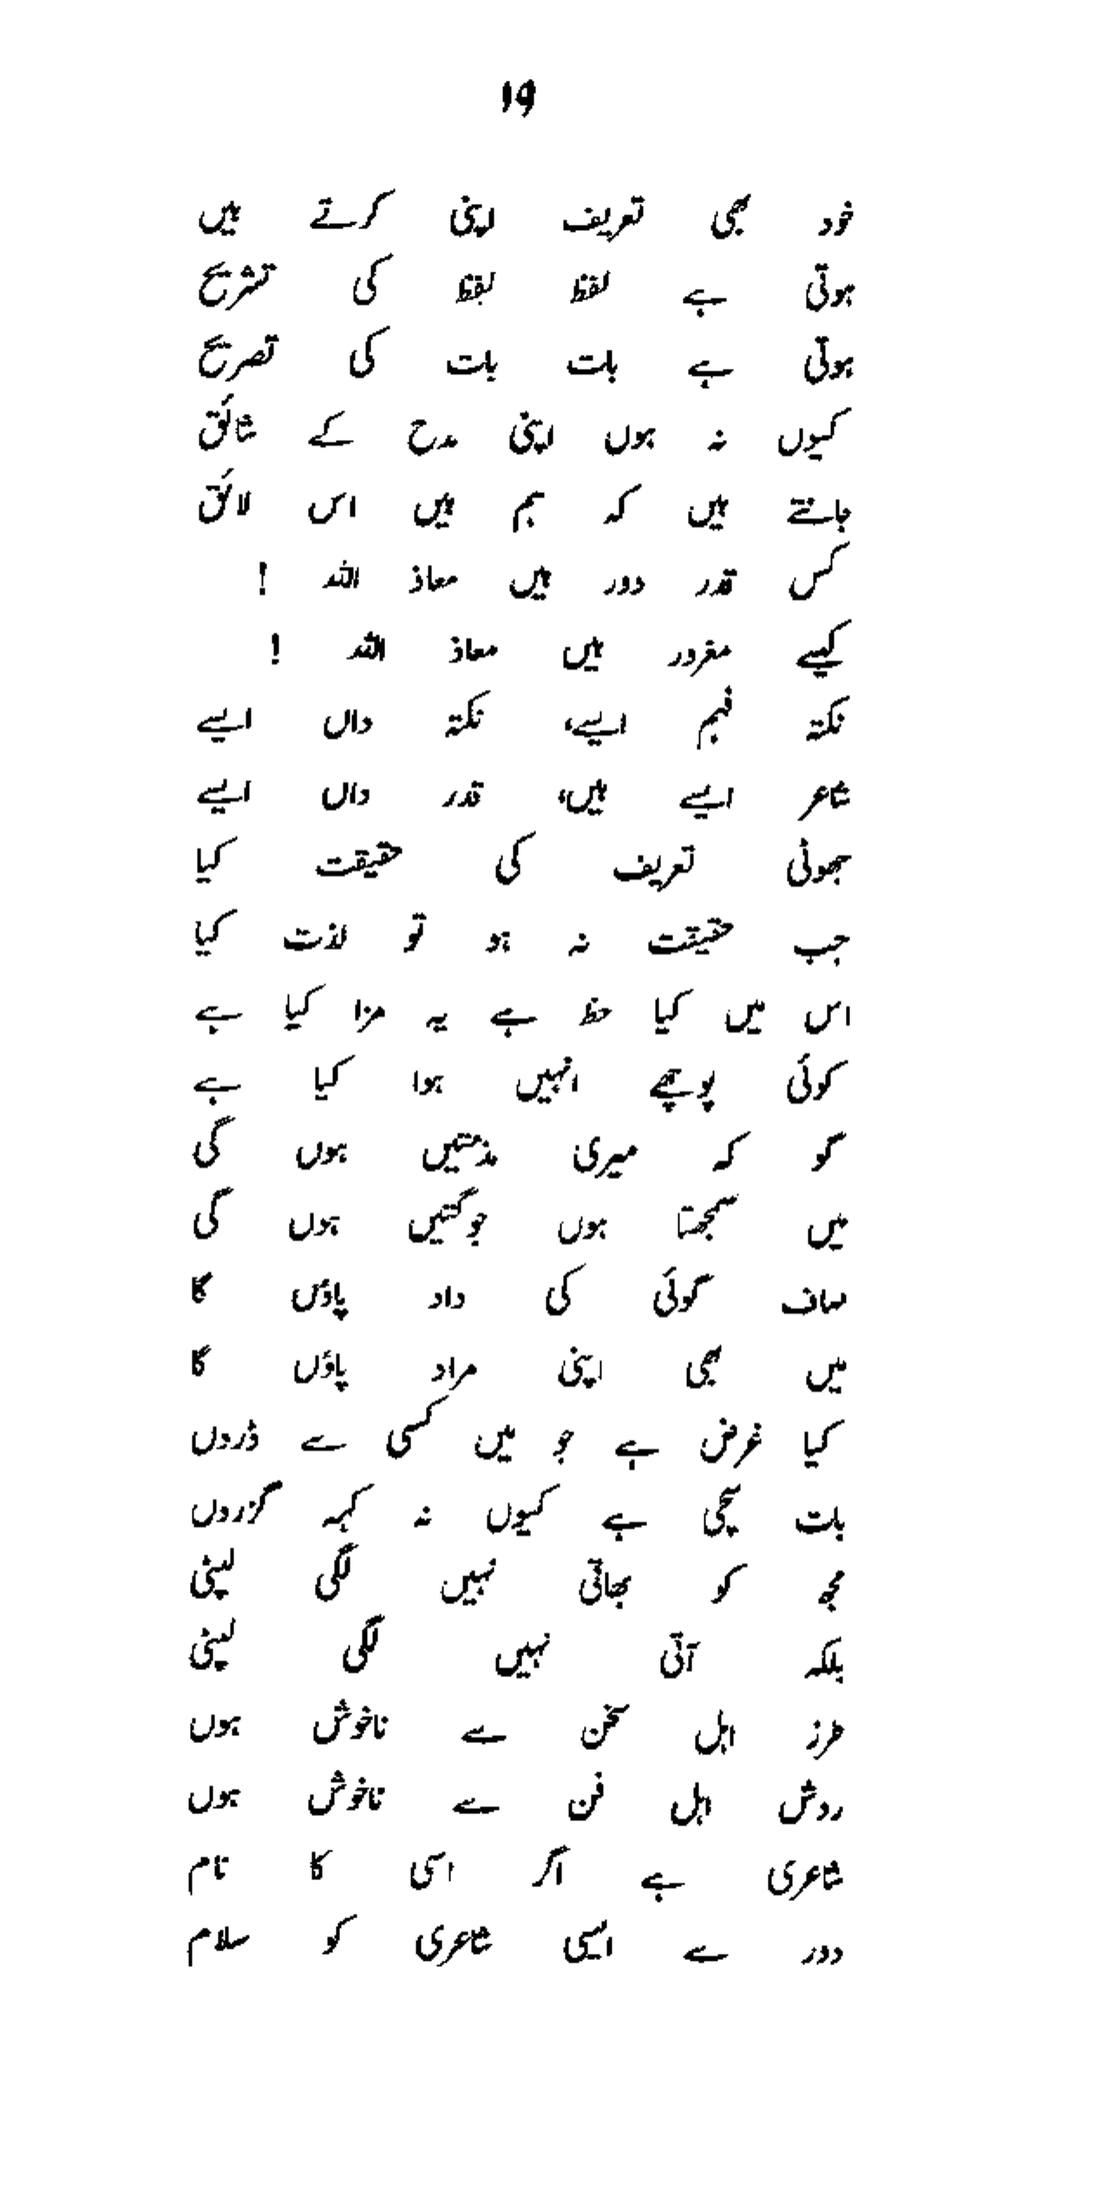 ۱۹
خود بھی تعریف اپنی کرتے ہیں
ہوتی ہے لفظ لفظ کی تشریح
ہوتی ہے بات بات کی تصریح
کیوں نہ ہوں اپنی مدح کے شائق
جانتے ہیں کہ ہم ہیں اس لائق
کس قدر دور ہیں معاذ اللہ !
کیسے مغرور ہیں معاذ اللہ !
نکتہ فہم ایسے، نکتہ داں ایسے
شاعر ایسے ہیں، قدر داں ایسے
جھوٹی تعریف کی حقیقت کیا
جب حقیقت نہ ہو تو لذت کیا
اس میں کیا حظ ہے یہ مزا کیا ہے
کوئی پوچھے انہیں ہوا کیا ہے
گو کہ میری مذمتیں ہوں گی
میں سمجھتا ہوں جو گتیں ہوں گی
صاف گوئی کی داد پاؤں گا
میں بھی اپنی مراد پاؤں گا
کیا غرض ہے جو میں کسی سے ڈروں
بات سچی ہے کیوں نہ کہہ گزروں
مجھ کو بھاتی نہیں لگی لپٹی
بلکہ آتی نہیں لگی لپٹی
طرز اہل سخن سے ناخوش ہوں
روش اہل فن سے ناخوش ہوں
شاعری ہے اگر اسی کا نام
دور سے ایسی شاعری کو سلام